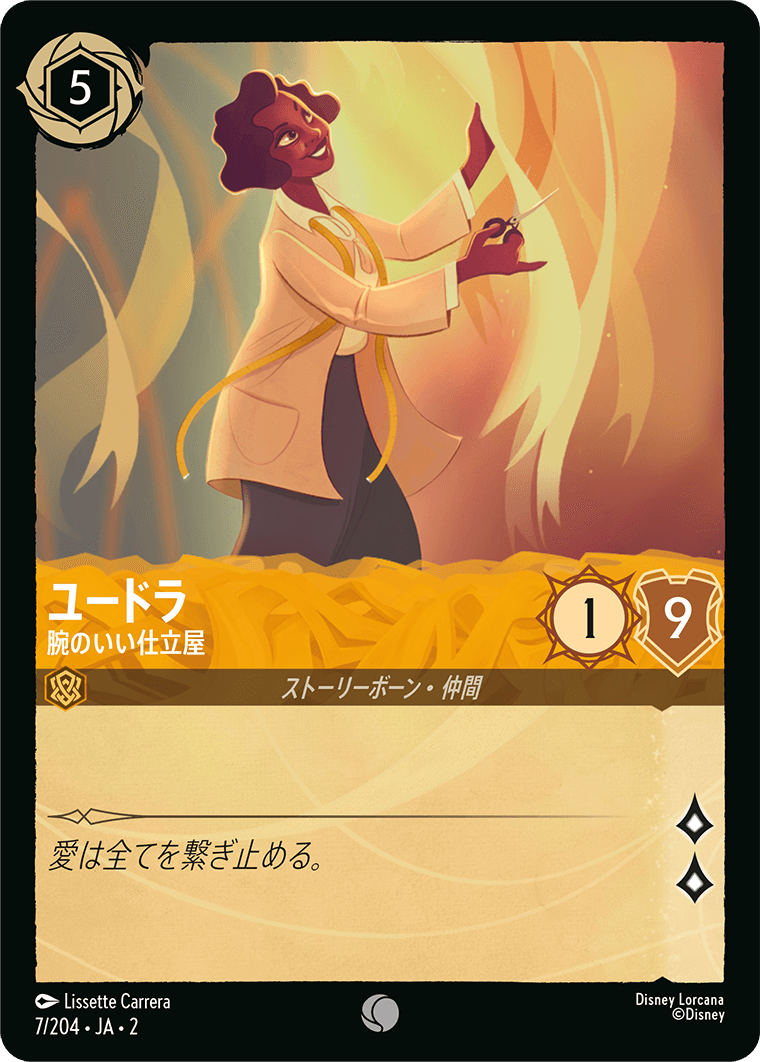 5
ユードラ
腕のいい仕立屋
1
9
ストーリーボーン・仲間
愛は全てを繋ぎ止める。
Lissette Carrera
7/204 • JA • 2
Disney Lorcana
©Disney